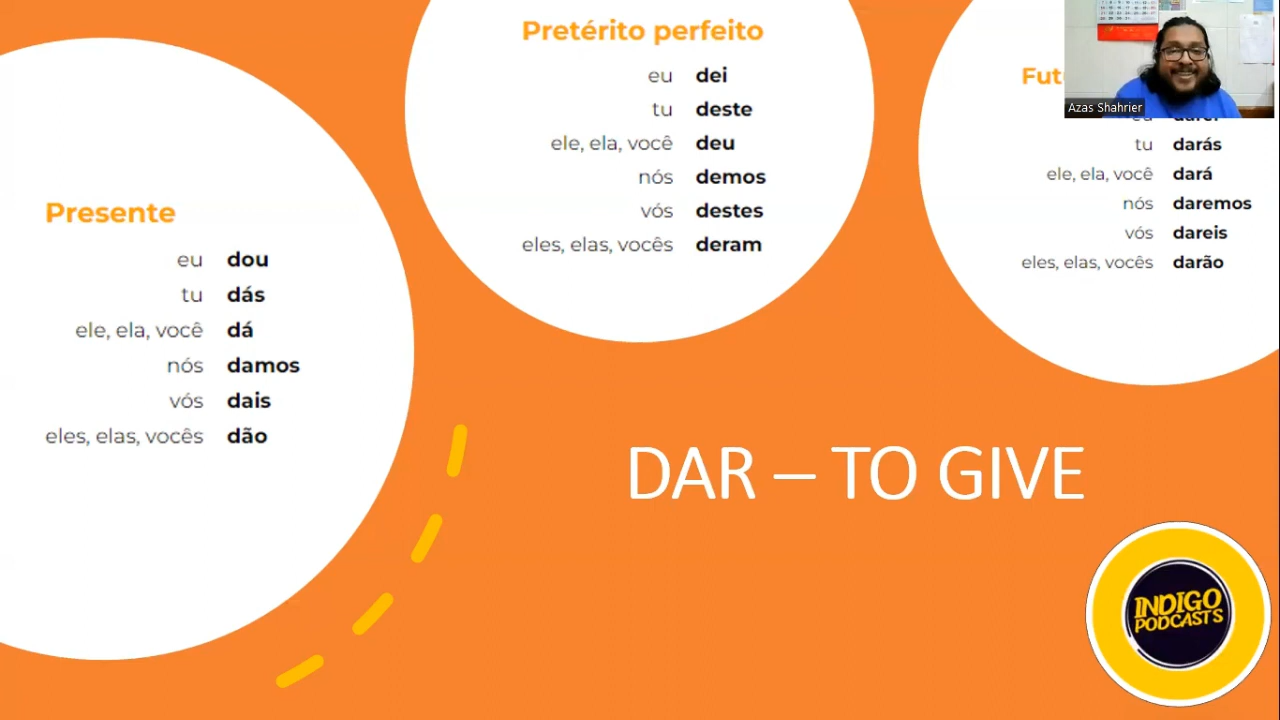 Presente
eu dou
tu dás
ele, ela, você dá
nós damos
vós dais
eles, elas, vocês dão
Pretérito perfeito
eu dei
tu deste
ele, ela, você deu
nós demos
vós destes
eles, elas, vocês deram
tu darás
ele, ela, você dará
nós daremos
vós dareis
eles, elas, vocês darão
Azas Shahrier
DAR – TO GIVE
INDIGO
PODCASTS